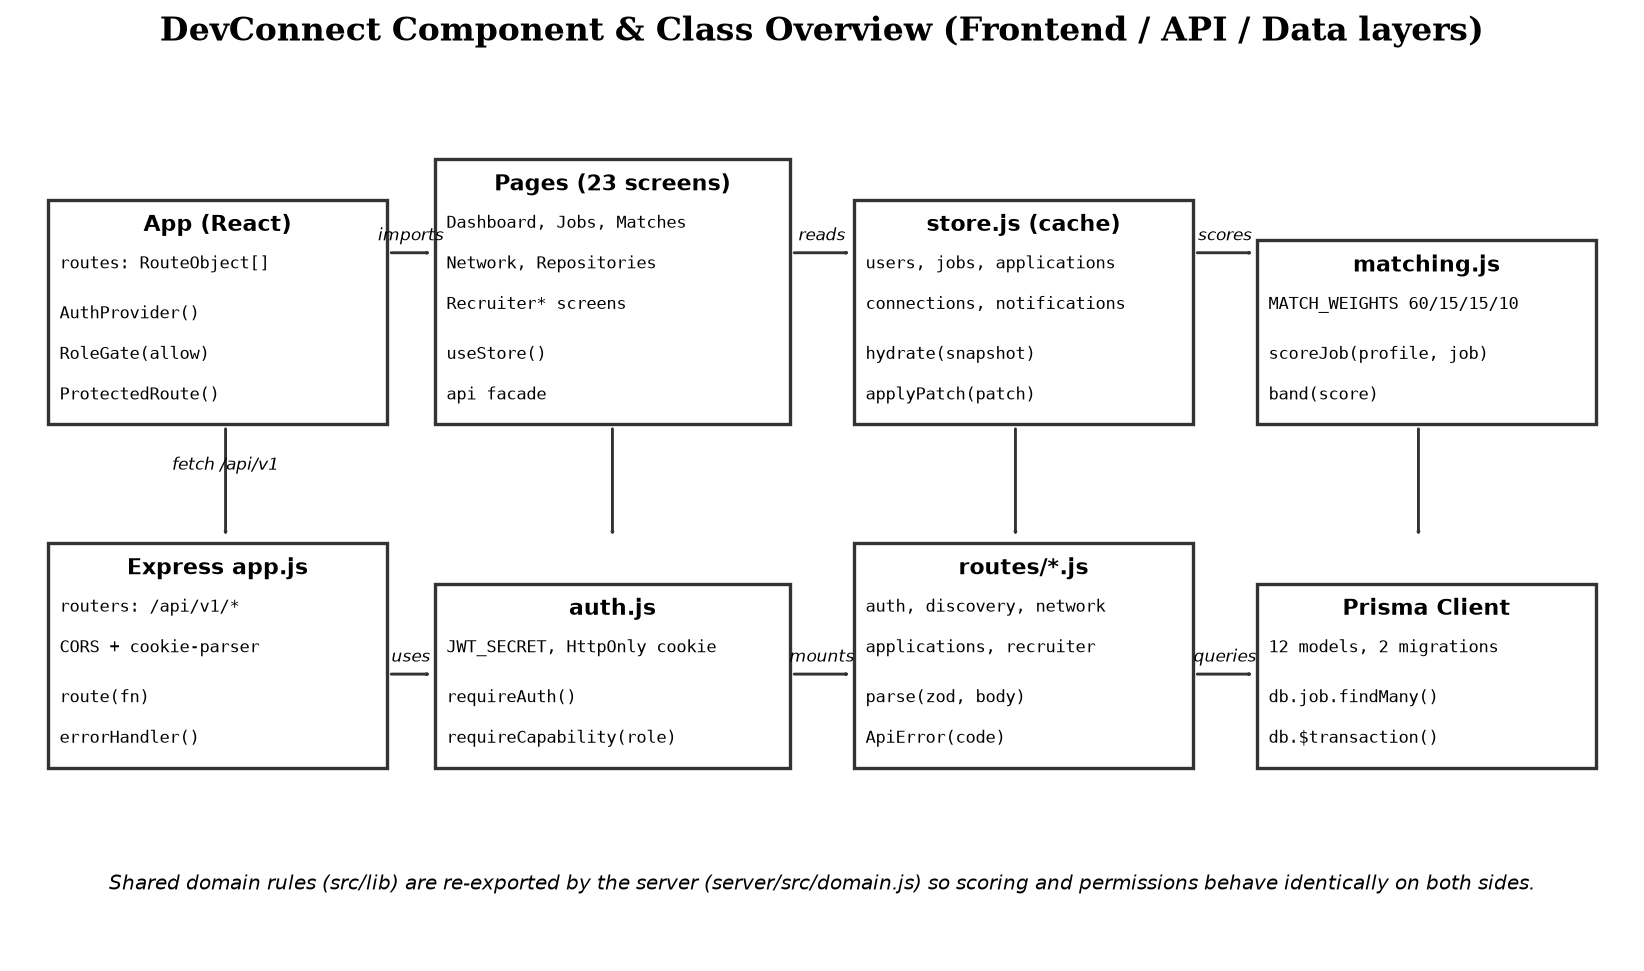 DevConnect Component & Class Overview (Frontend / API / Data layers)
App (React)
routes: RouteObject[]
AuthProvider()
RoleGate(allow)
ProtectedRoute()
imports
Pages (23 screens)
Dashboard, Jobs, Matches
Network, Repositories
Recruiter* screens
useStore()
api facade
reads
store.js (cache)
users, jobs, applications
connections, notifications
hydrate(snapshot)
applyPatch(patch)
scores
matching.js
MATCH_WEIGHTS 60/15/15/10
scoreJob(profile, job)
band(score)
fetch /api/v1
Express app.js
routers: /api/v1/*
CORS + cookie-parser
route(fn)
errorHandler()
uses
auth.js
JWT_SECRET, HttpOnly cookie
requireAuth()
requireCapability(role)
mounts
routes/*.js
auth, discovery, network
applications, recruiter
parse(zod, body)
ApiError(code)
queries
Prisma Client
12 models, 2 migrations
db.job.findMany()
db.$transaction()
Shared domain rules (src/lib) are re-exported by the server (server/src/domain.js) so scoring and permissions behave identically on both sides.